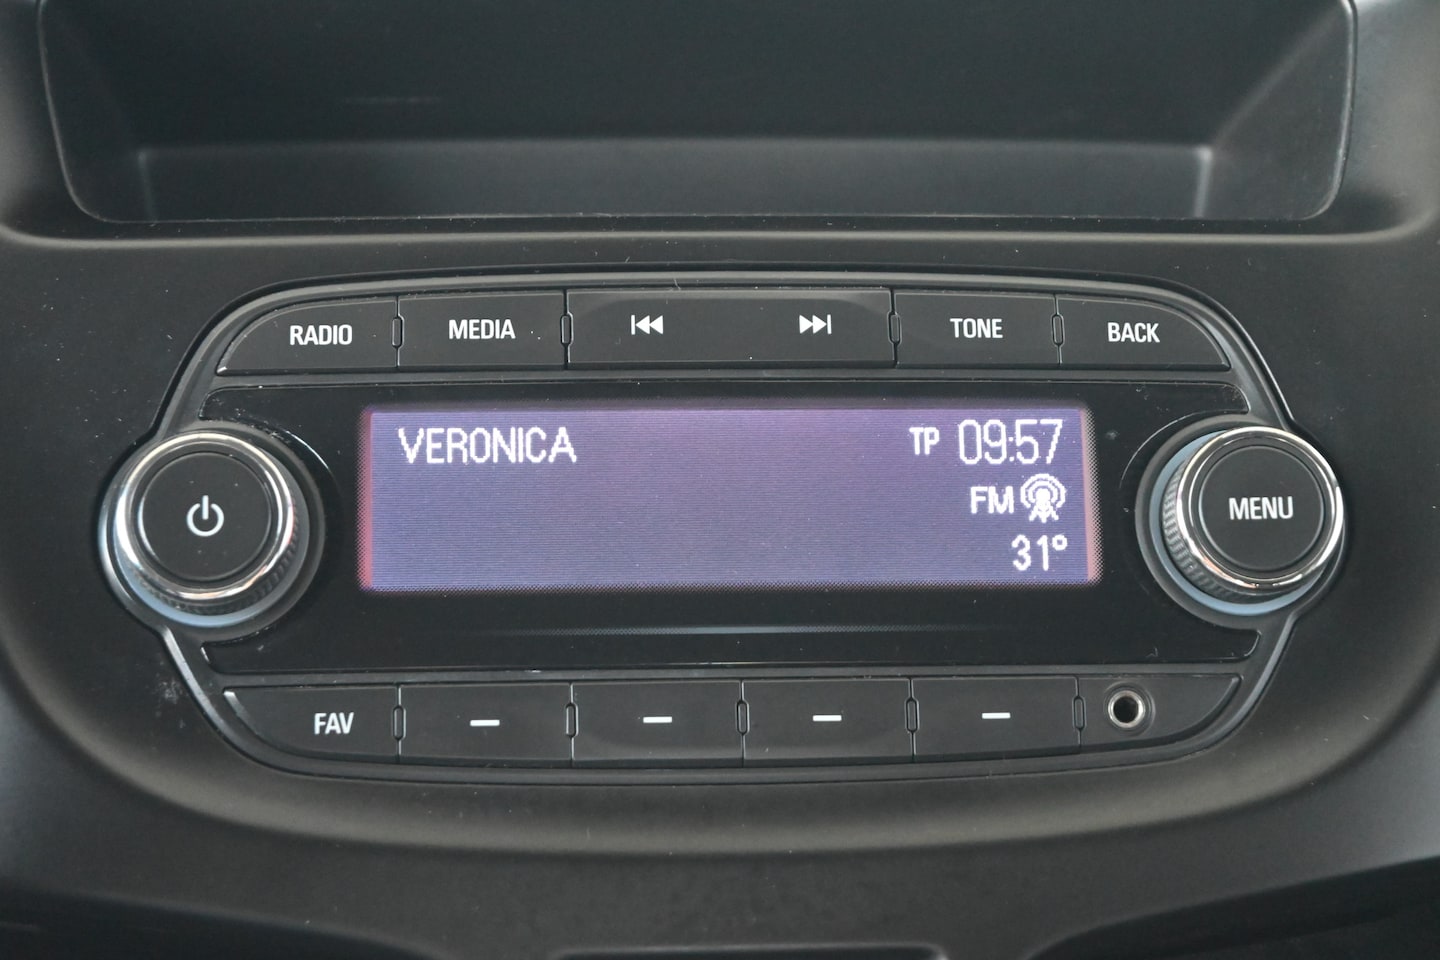 RADIO MEDIA TONE BACK
VERONICA TP 09:57
FM
31°
MENU
FAV